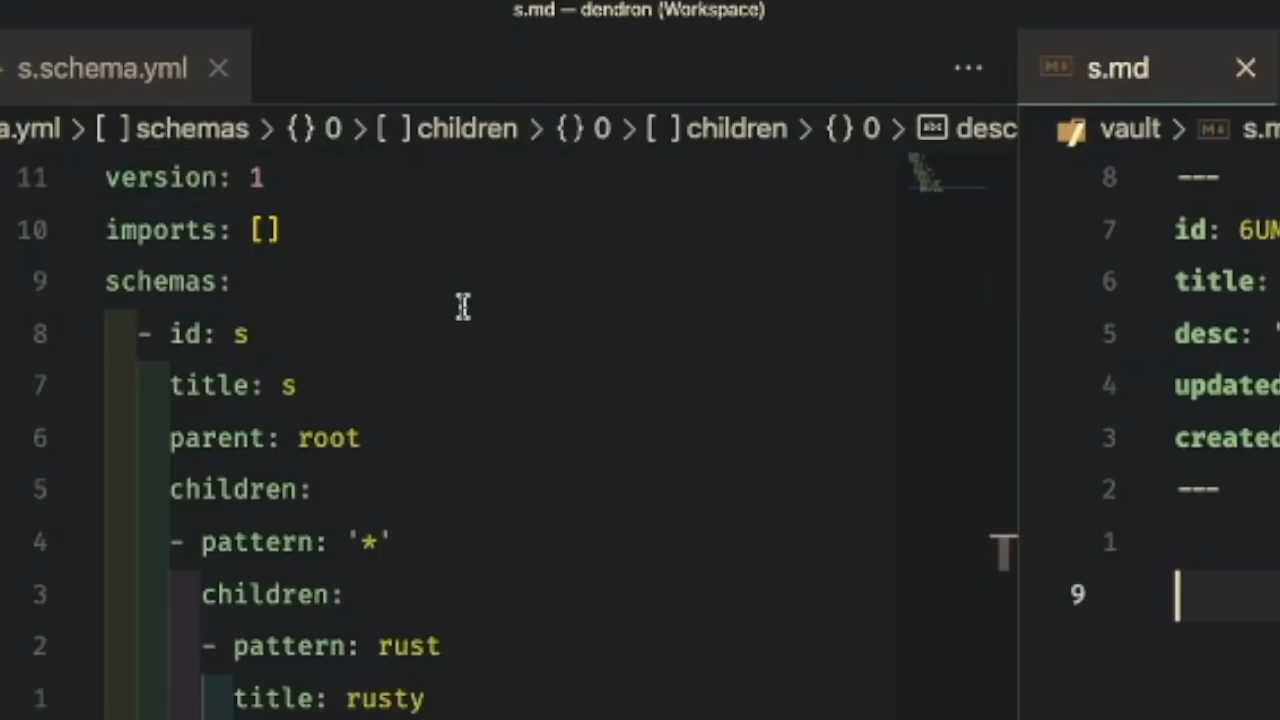 s.md — dendron (Workspace)
s.schema.yml
...
s.md
a.yml > [ ] schemas > {} 0 > [ ] children > {} 0 > [ ] children > {} 0 > abc desc
vault > M↓ s.m
11 version: 1
10 imports: []
9 schemas:
8 - id: s
7 title: s
6 parent: root
5 children:
4 - pattern: '*'
3 children:
2 - pattern: rust
1 title: rusty
8 ---
7 id: 6UM
6 title:
5 desc: '
4 updated
3 created
2 ---
1
9